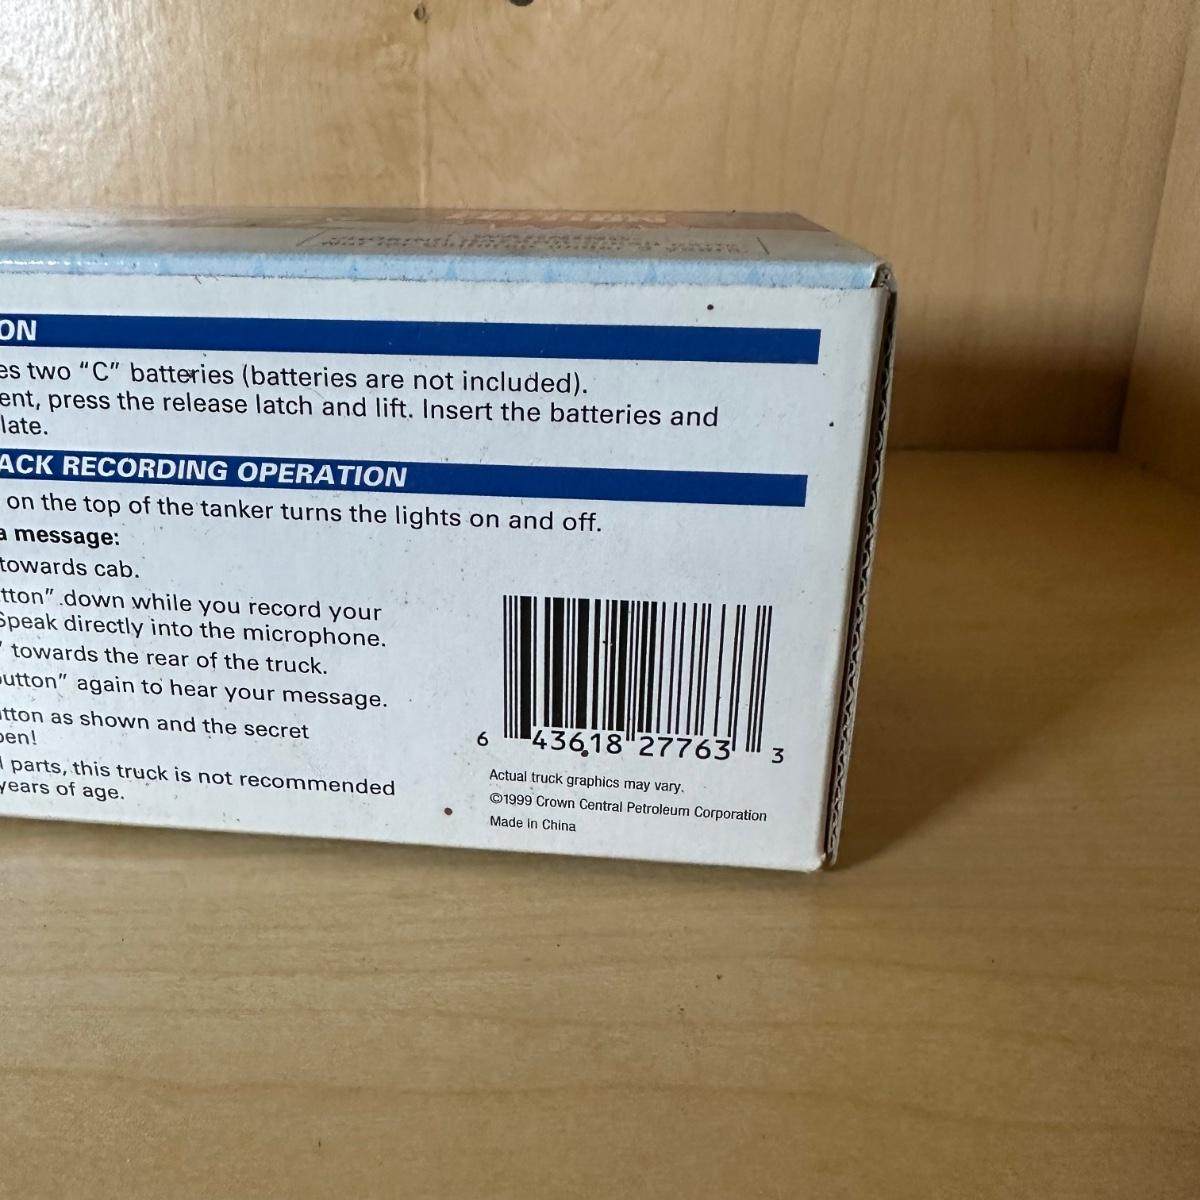 ON
es two “C” batteries (batteries are not included).
ent, press the release latch and lift. Insert the batteries and
late.
ACK RECORDING OPERATION
on the top of the tanker turns the lights on and off.
a message:
towards cab.
tton” down while you record your
Speak directly into the microphone.
” towards the rear of the truck.
utton” again to hear your message.
tton as shown and the secret
pen!
l parts, this truck is not recommended
years of age.
6 43618 27763 3
Actual truck graphics may vary.
©1999 Crown Central Petroleum Corporation
Made in China